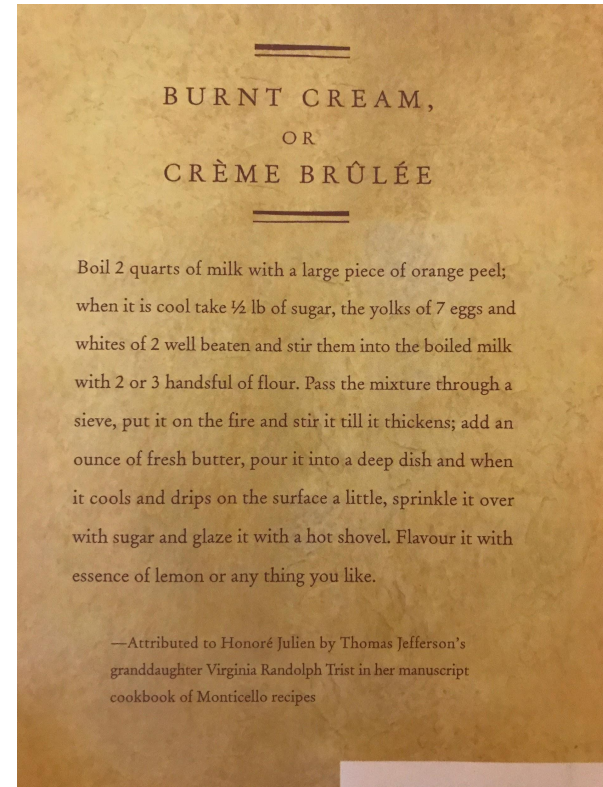 BURNT CREAM,
OR
CRÈME BRÛLÉE
Boil 2 quarts of milk with a large piece of orange peel;
when it is cool take ½ lb of sugar, the yolks of 7 eggs and
whites of 2 well beaten and stir them into the boiled milk
with 2 or 3 handsful of flour. Pass the mixture through a
sieve, put it on the fire and stir it till it thickens; add an
ounce of fresh butter, pour it into a deep dish and when
it cools and drips on the surface a little, sprinkle it over
with sugar and glaze it with a hot shovel. Flavour it with
essence of lemon or any thing you like.
—Attributed to Honoré Julien by Thomas Jefferson's
granddaughter Virginia Randolph Trist in her manuscript
cookbook of Monticello recipes